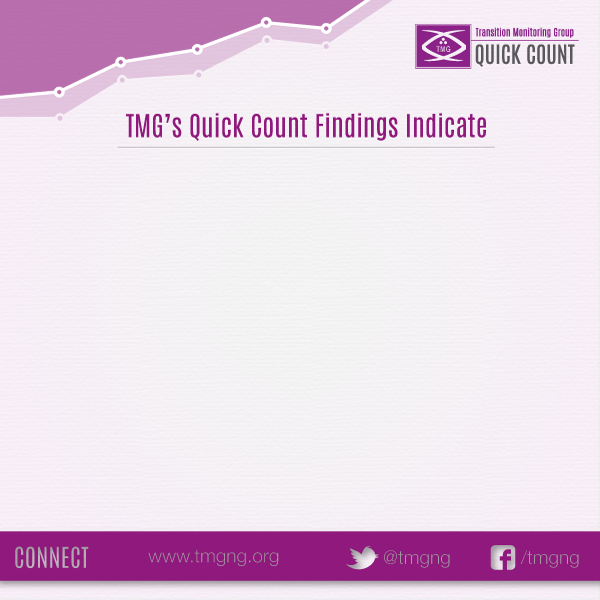 Transition Monitoring Group
TMG
QUICK COUNT
TMG’s Quick Count Findings Indicate
CONNECT
www.tmgng.org
@tmgng
/tmgng